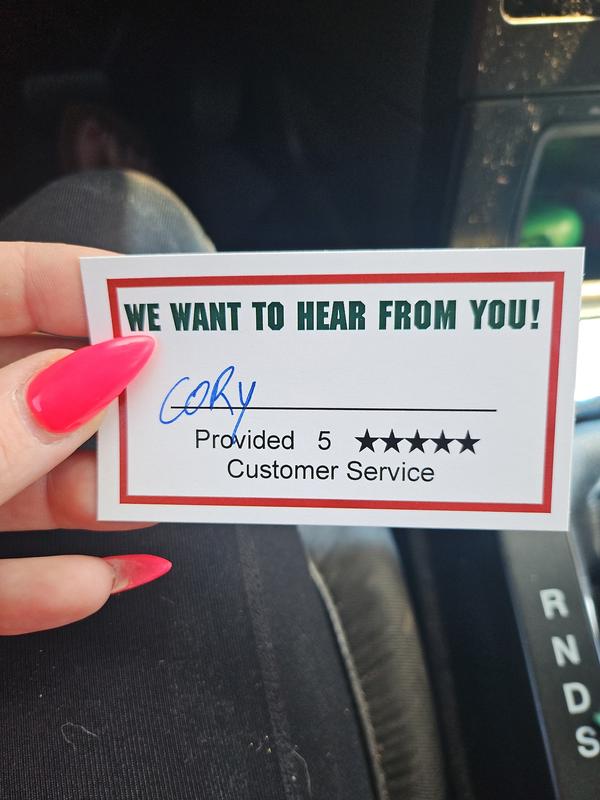 WE WANT TO HEAR FROM YOU!
CORY
Provided 5 ★★★★★
Customer Service
R
N
D
S